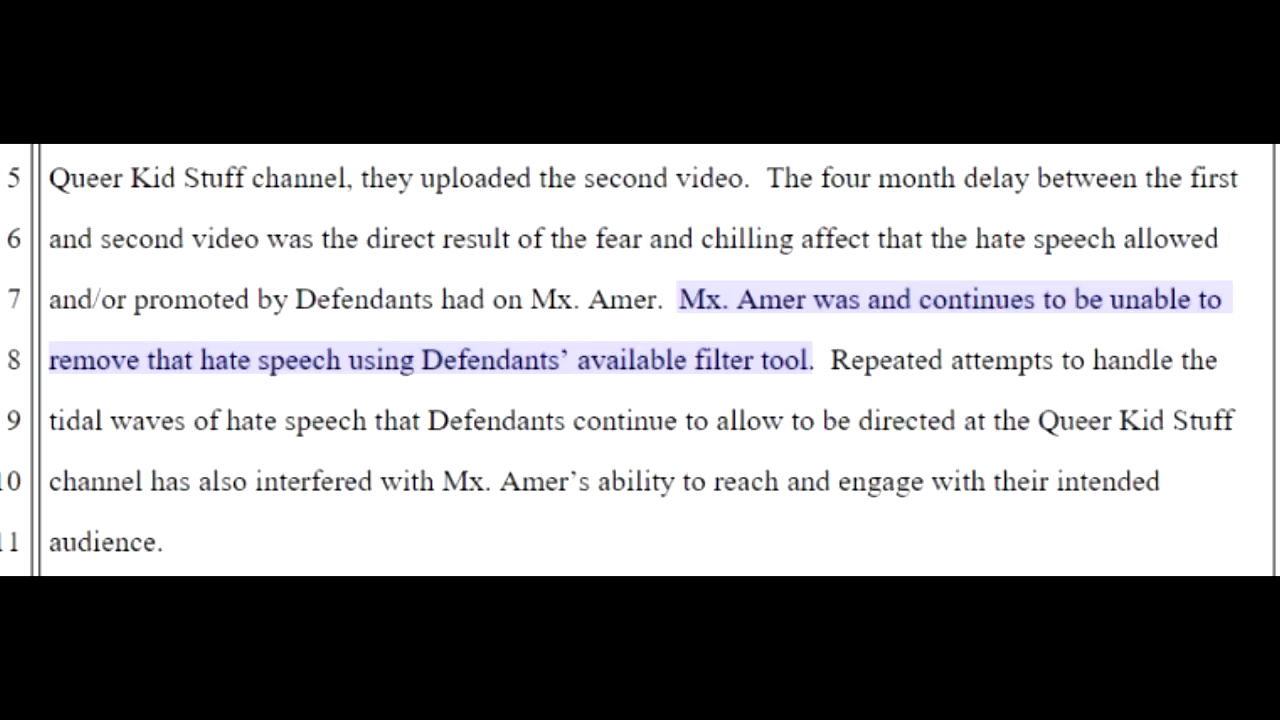 5 Queer Kid Stuff channel, they uploaded the second video. The four month delay between the first
6 and second video was the direct result of the fear and chilling affect that the hate speech allowed
7 and/or promoted by Defendants had on Mx. Amer. Mx. Amer was and continues to be unable to
8 remove that hate speech using Defendants’ available filter tool. Repeated attempts to handle the
9 tidal waves of hate speech that Defendants continue to allow to be directed at the Queer Kid Stuff
10 channel has also interfered with Mx. Amer’s ability to reach and engage with their intended
11 audience.